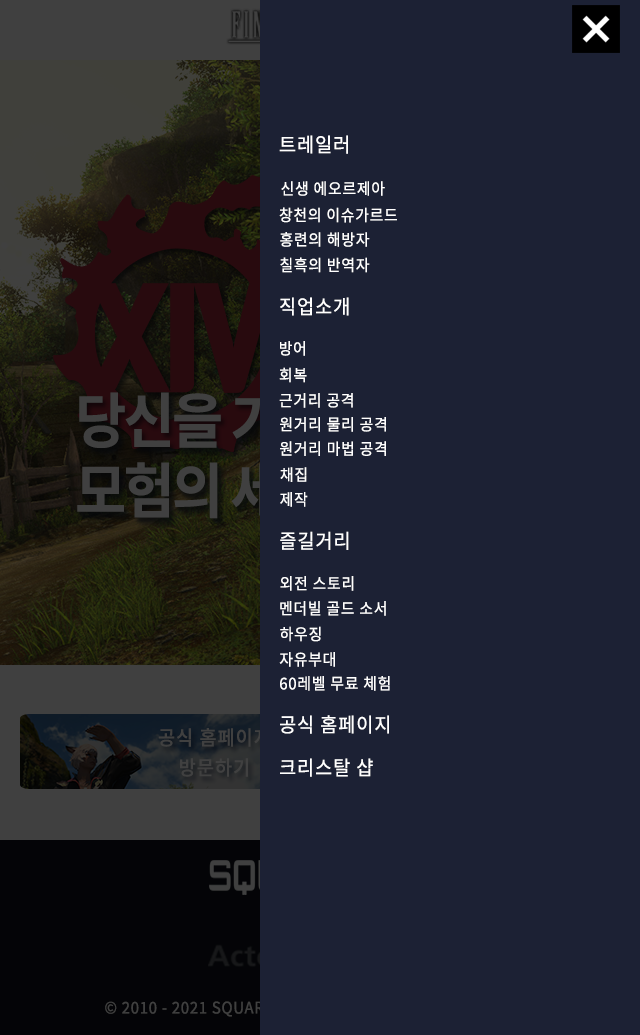 FIN
XIV
당신을 기
모험의 세
공식 홈페이지
방문하기
SQU
Acto
© 2010 - 2021 SQUAR
트레일러
신생 에오르제아
창천의 이슈가르드
홍련의 해방자
칠흑의 반역자
직업소개
방어
회복
근거리 공격
원거리 물리 공격
원거리 마법 공격
채집
제작
즐길거리
외전 스토리
멘더빌 골드 소서
하우징
자유부대
60레벨 무료 체험
공식 홈페이지
크리스탈 샵